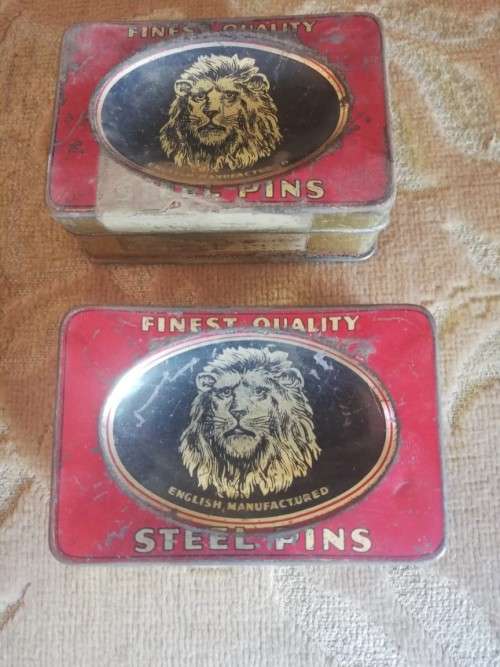 FINEST QUALITY
STEEL PINS
FINEST QUALITY
ENGLISH MANUFACTURED
STEEL PINS